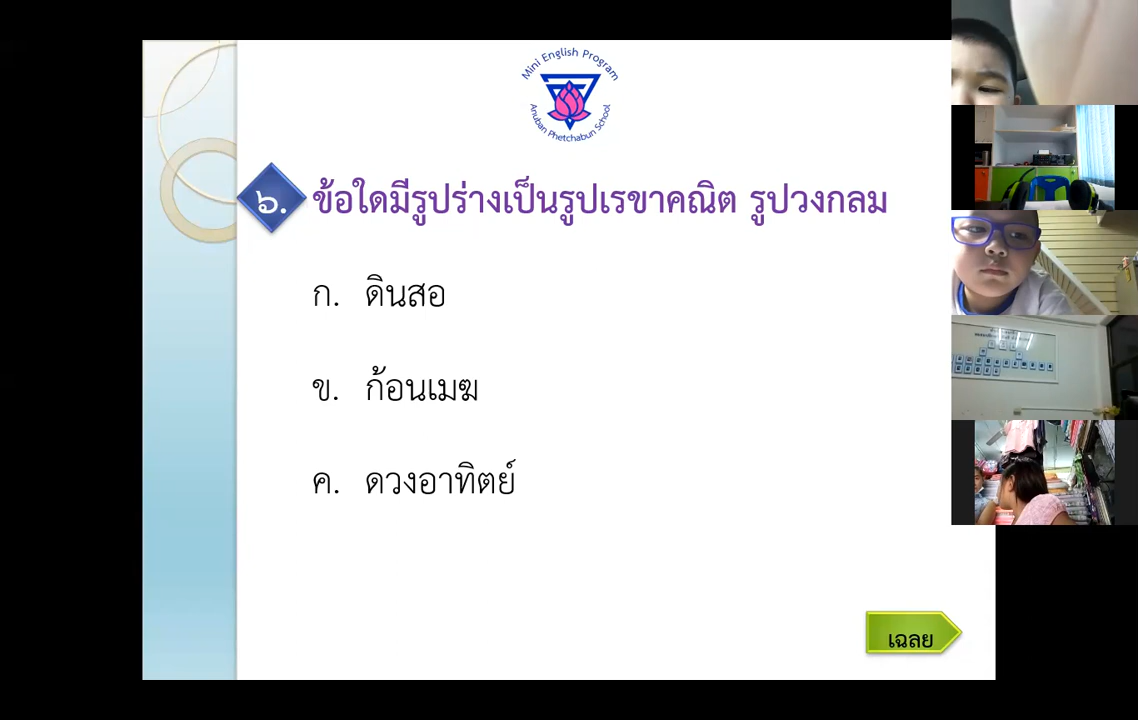 Mini English Program
Anuban Phetchabun School
๖. ข้อใดมีรูปร่างเป็นรูปเรขาคณิต รูปวงกลม
ก. ดินสอ
ข. ก้อนเมฆ
ค. ดวงอาทิตย์
เฉลย